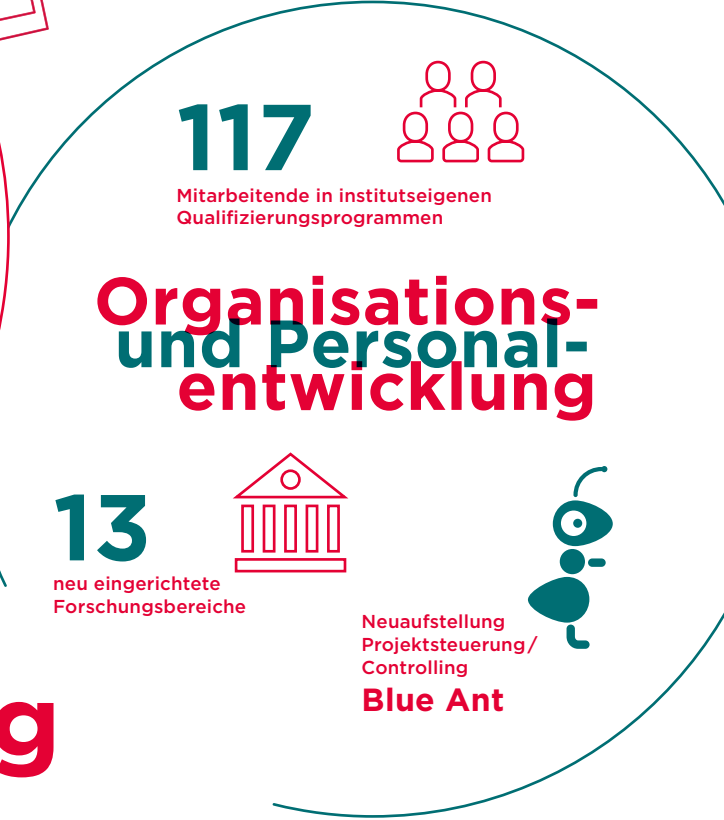 117
Mitarbeitende in institutseigenen
Qualifizierungsprogrammen
Organisations-
und Personal-
entwicklung
13
neu eingerichtete
Forschungsbereiche
Neuaufstellung
Projektsteuerung/
Controlling
Blue Ant
g